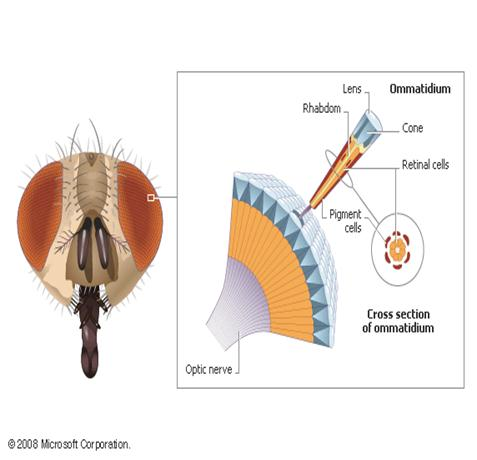 Lens
Ommatidium
Rhabdom
Cone
Retinal cells
Pigment
cells
Cross section
of ommatidium
Optic nerve
© 2008 Microsoft Corporation.